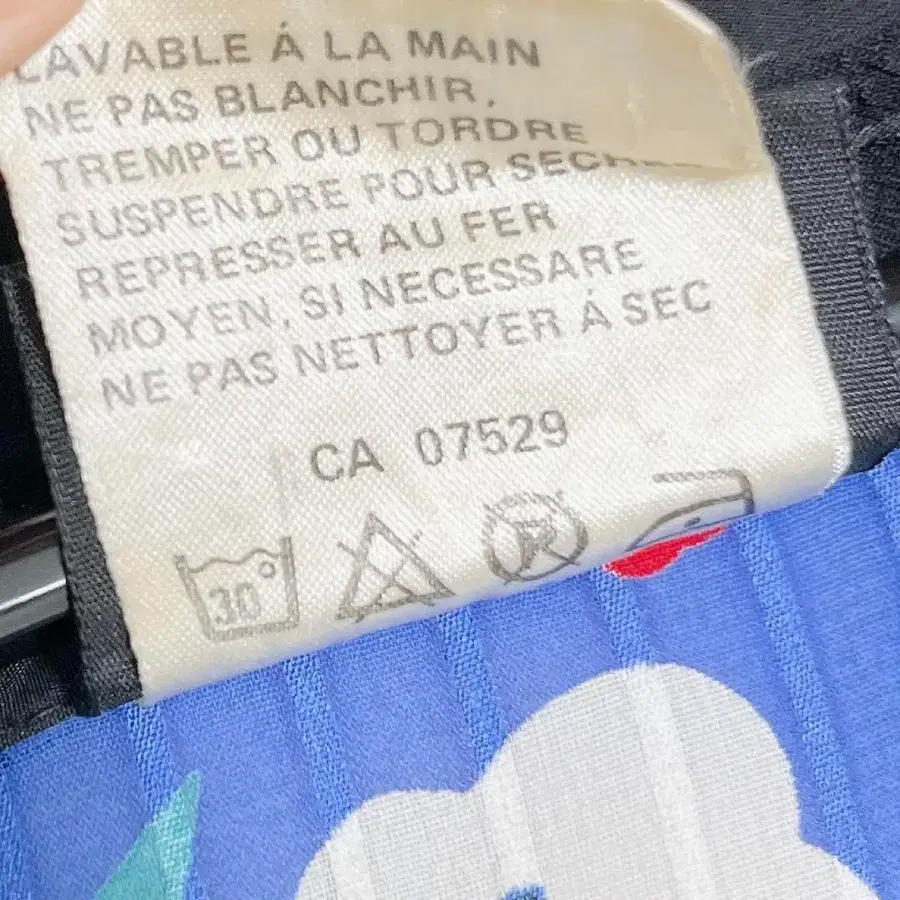 LAVABLE Á LA MAIN
NE PAS BLANCHIR,
TREMPER OU TORDRE
SUSPENDRE POUR SECHER
REPRESSER AU FER
MOYEN, SI NECESSARE
NE PAS NETTOYER Á SEC
CA 07529
30°
P